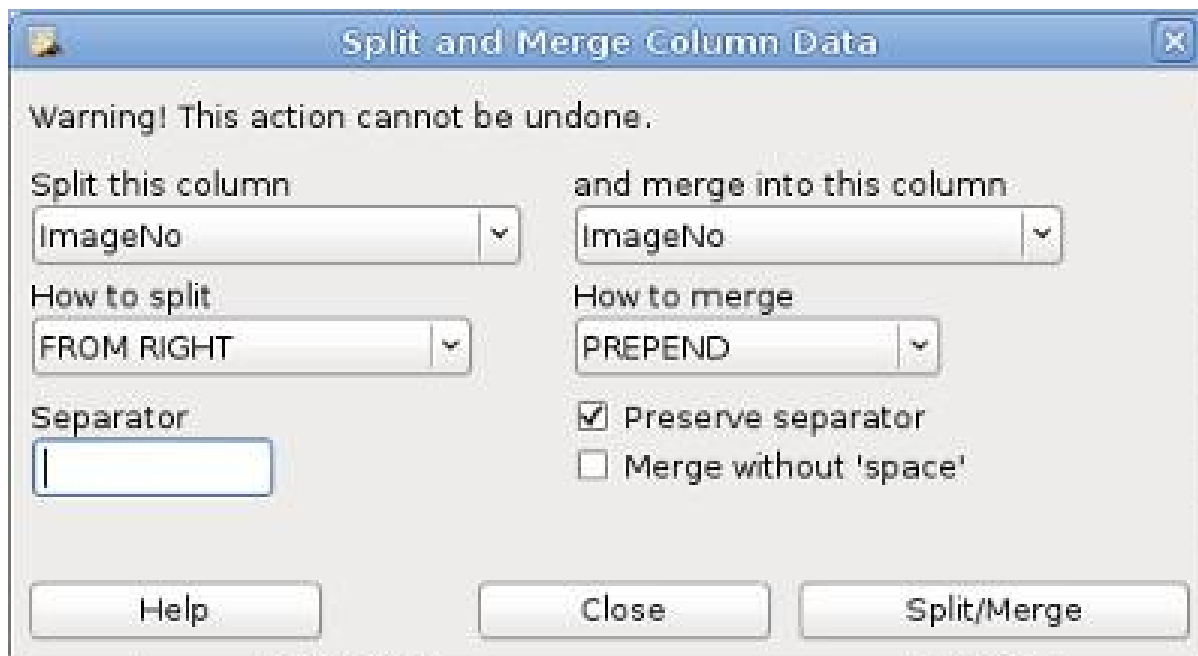 Split and Merge Column Data
Warning! This action cannot be undone.
Split this column
and merge into this column
ImageNo
ImageNo
How to split
How to merge
FROM RIGHT
PREPEND
Separator
Preserve separator
Merge without 'space'
Help
Close
Split/Merge